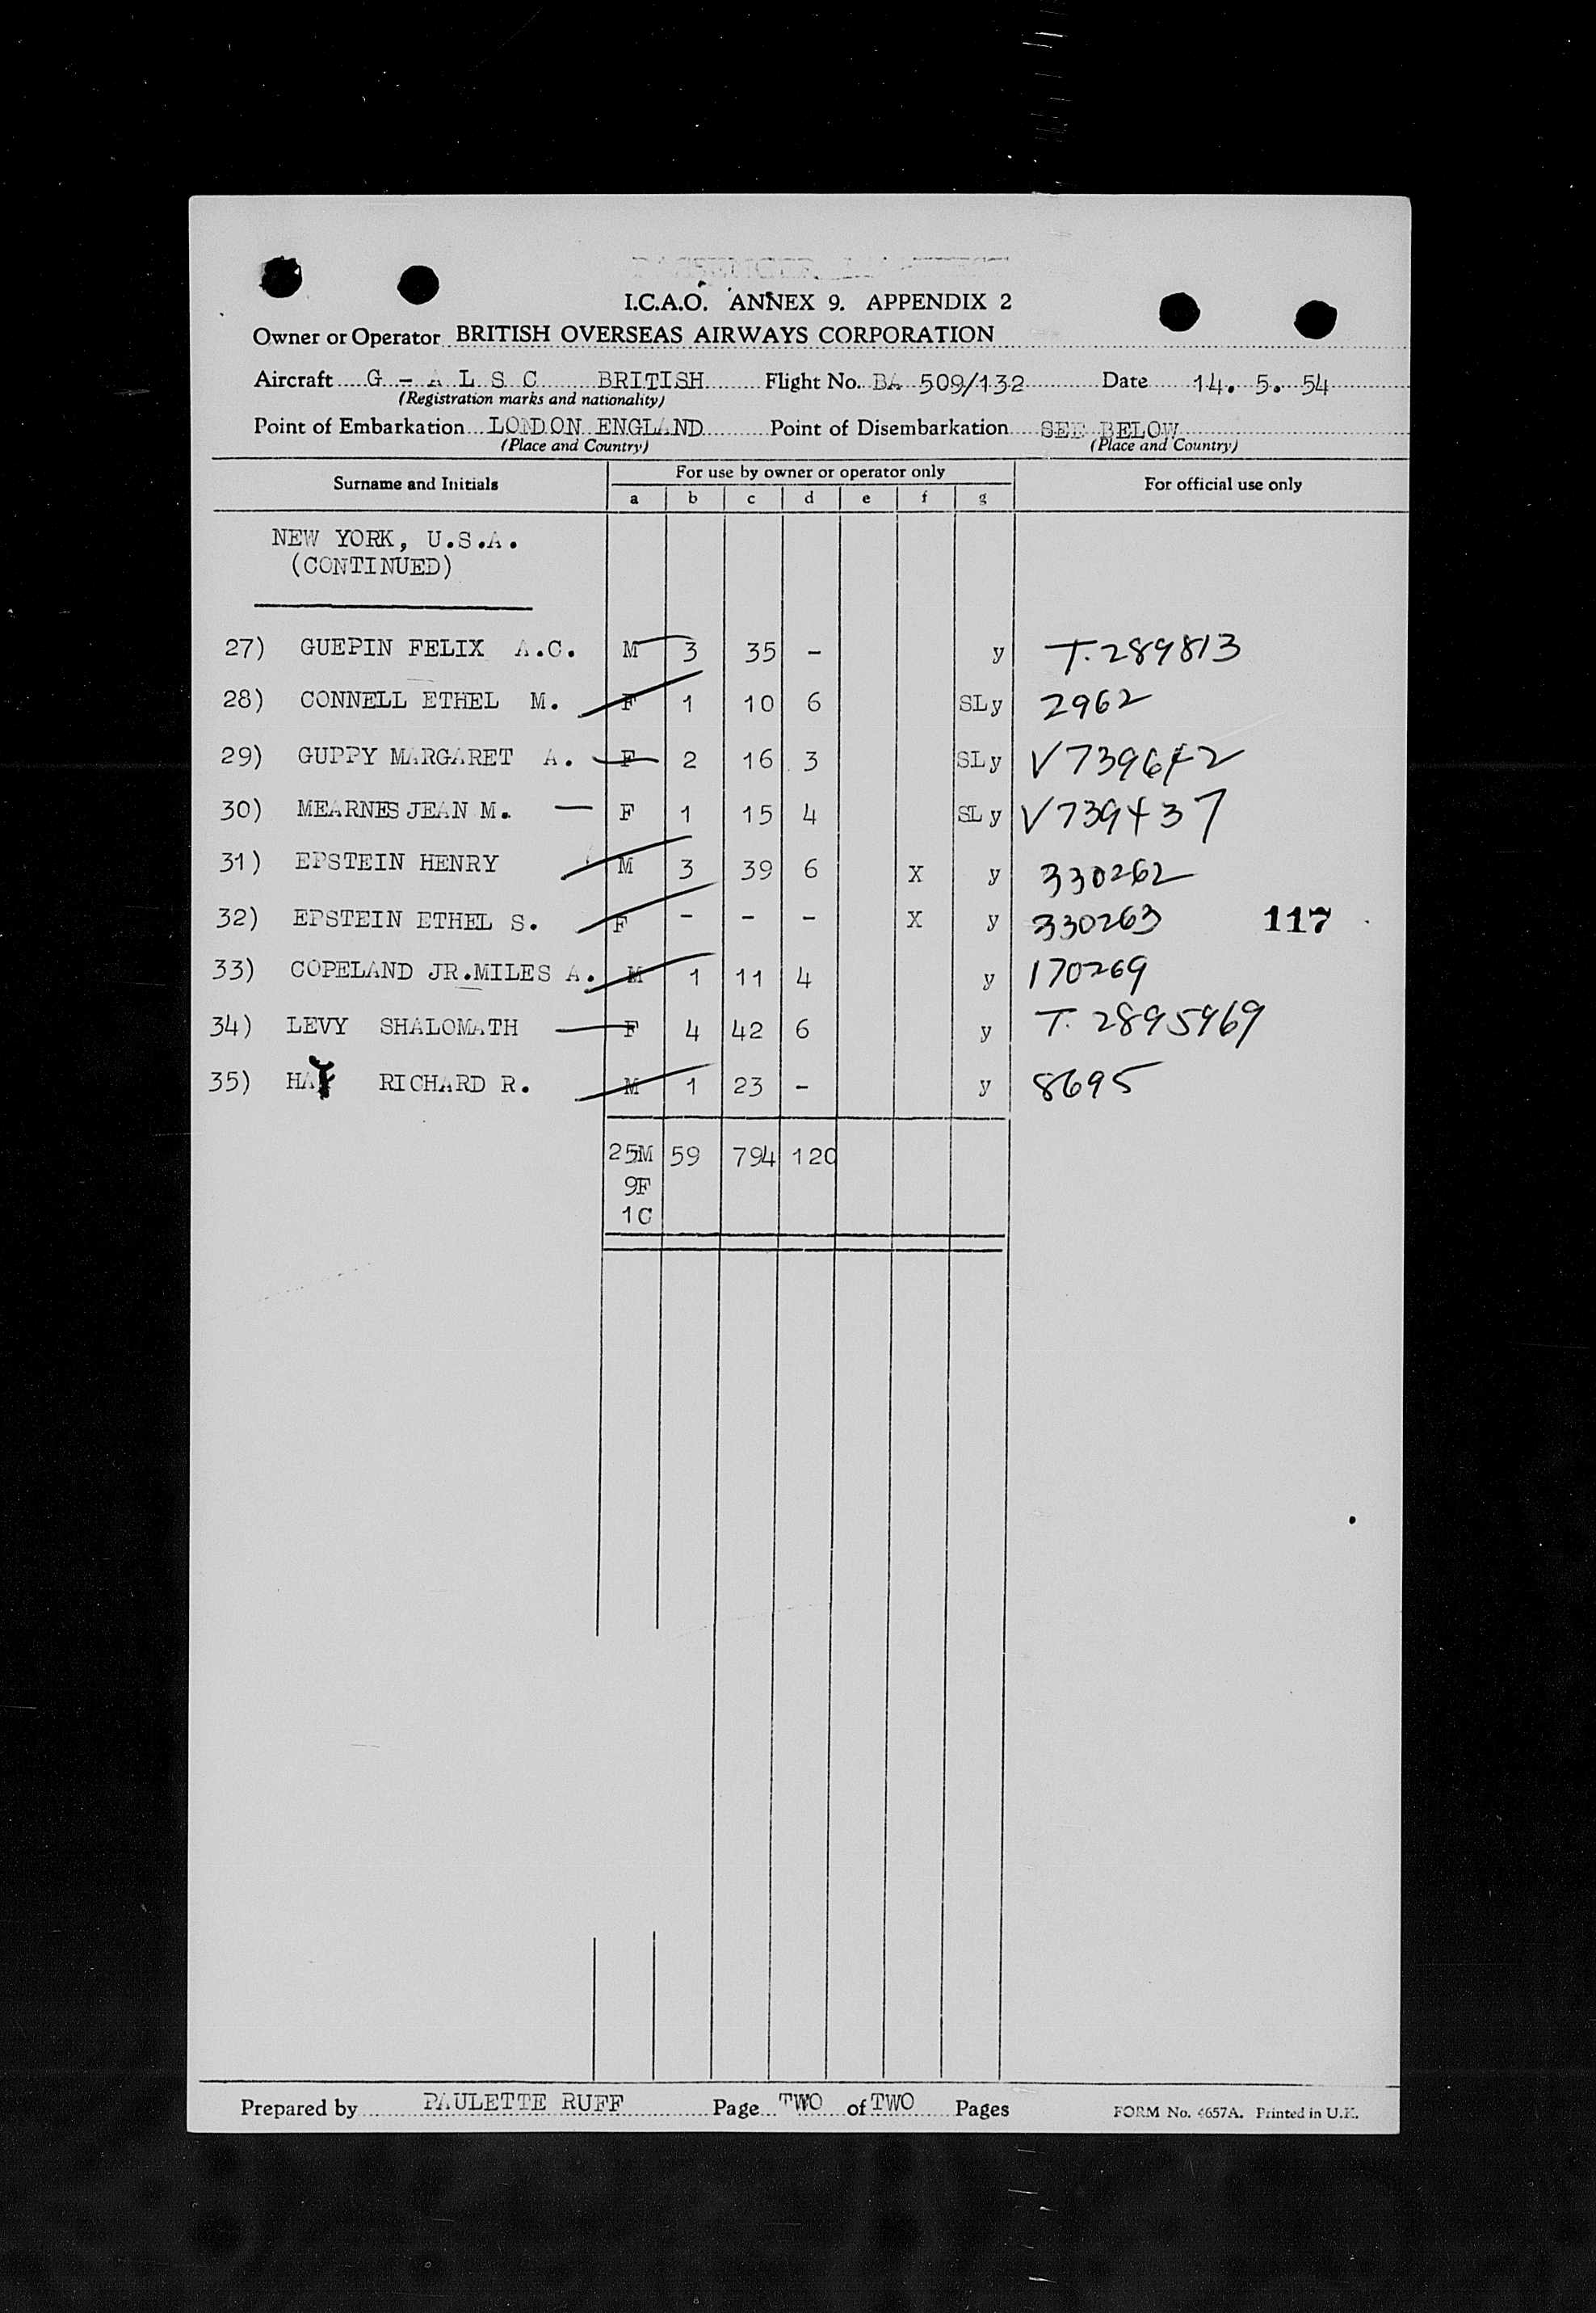 PASSENGER MANIFEST
I.C.A.O. ANNEX 9. APPENDIX 2
Owner or Operator BRITISH OVERSEAS AIRWAYS CORPORATION
Aircraft G - A L S C BRITISH Flight No. BA 509/132 Date 14. 5. 54
(Registration marks and nationality)
Point of Embarkation LONDON ENGLAND Point of Disembarkation SEE BELOW
(Place and Country) (Place and Country)
Surname and Initials For use by owner or operator only For official use only
a b c d e f g
NEW YORK, U.S.A.
(CONTINUED)
27) GUEPIN FELIX A.C. M 3 35 - y T.289813
28) CONNELL ETHEL M. F 1 10 6 SLy 2962
29) GUPPY MARGARET A. F 2 16 3 SLy V739642
30) MEARNES JEAN M. — F 1 15 4 SL y V739437
31) EPSTEIN HENRY M 3 39 6 X y 330262
32) EPSTEIN ETHEL S. F - - - X y 330263 117
33) COPELAND JR.MILES A. M 1 11 4 y 170269
34) LEVY SHALOMATH F 4 42 6 y T. 2895969
35) HAY RICHARD R. M 1 23 - y 8695
25M 59 794 120
9F
1C
Prepared by PAULETTE RUFF Page TWO of TWO Pages FORM No. 4657A. Printed in U.K.